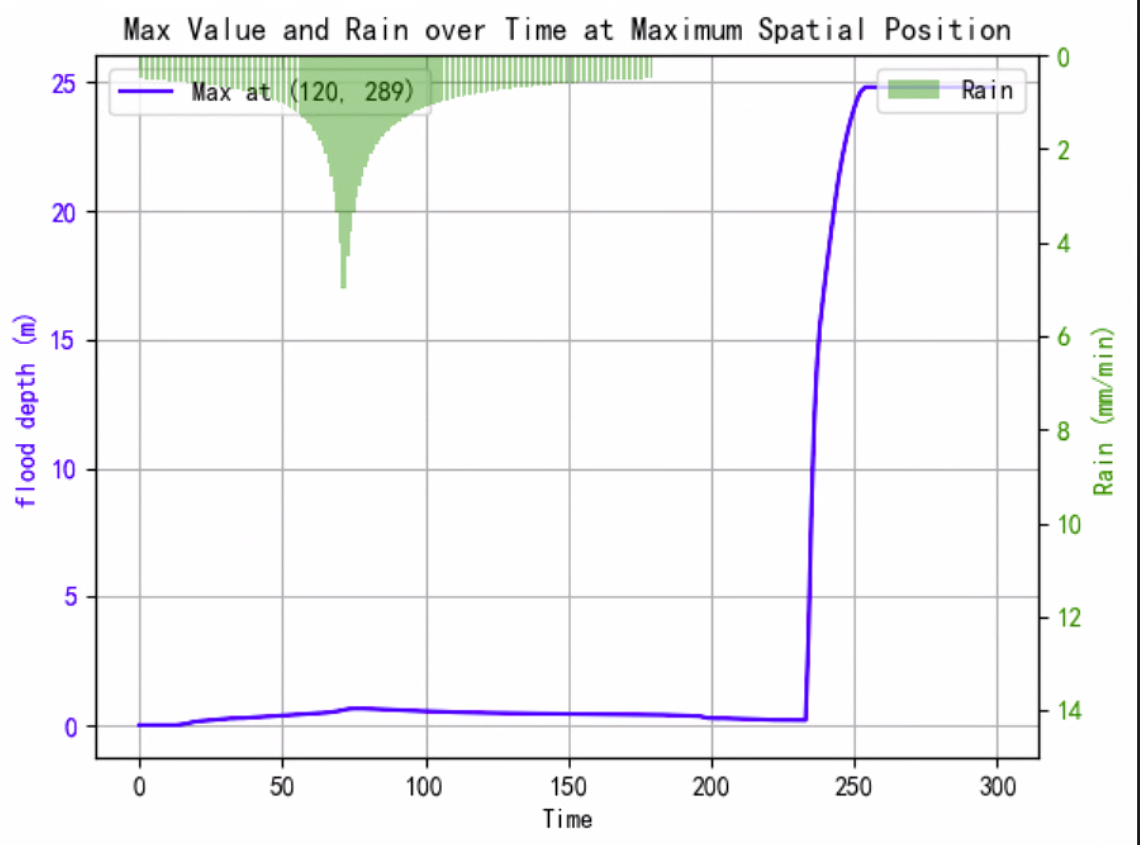 Max Value and Rain over Time at Maximum Spatial Position
Max at (120, 289)
Rain
flood depth (m)
25
20
15
10
5
0
0
2
4
6
8
10
12
14
Rain (mm/min)
0 50 100 150 200 250 300
Time